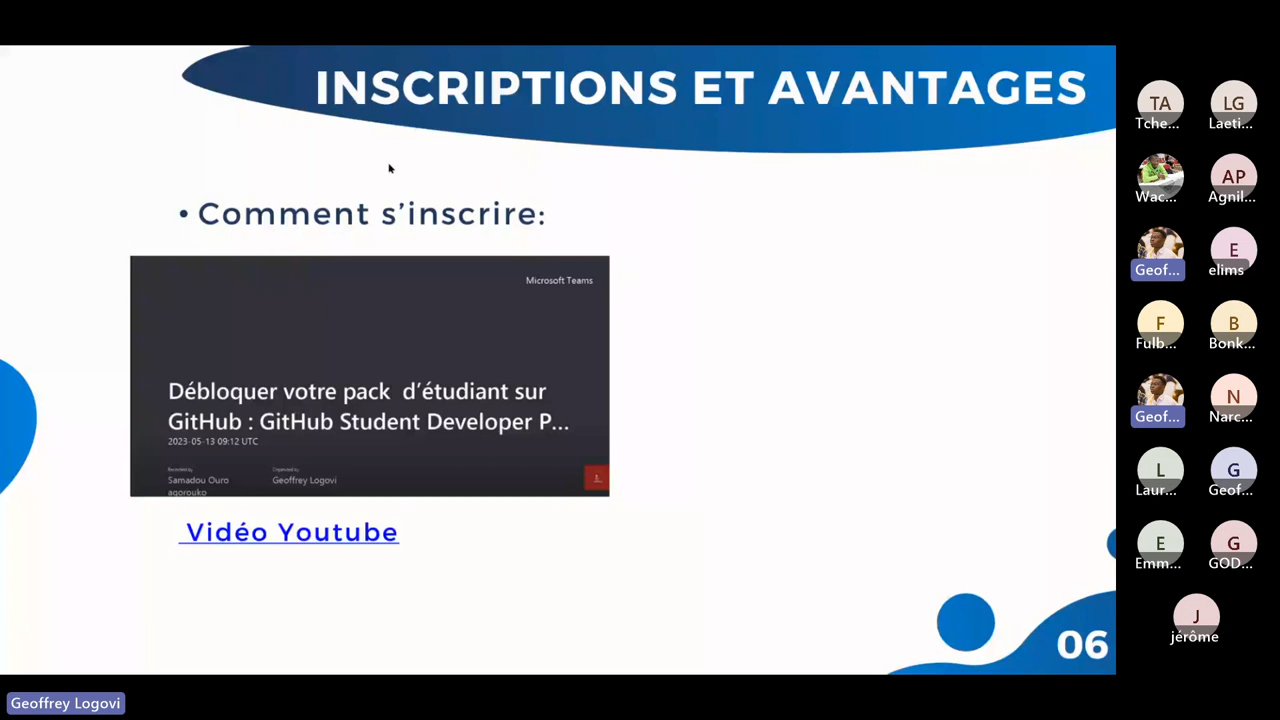 INSCRIPTIONS ET AVANTAGES
• Comment s'inscrire:
Microsoft Teams
Débloquer votre pack d'étudiant sur
GitHub : GitHub Student Developer P...
2023-05-13 09:12 UTC
Recorded by
Organized by
Samadou Ouro
Geoffrey Logovi
agorouko
Vidéo Youtube
06
TA
LG
Tche...
Laeti...
AP
Wac...
Agnil...
E
Geof...
elims
F
B
Fulb...
Bonk...
N
Geof...
Narc...
L
G
Laur...
Geof...
E
G
Emm...
GOD...
J
jérôme
Geoffrey Logovi